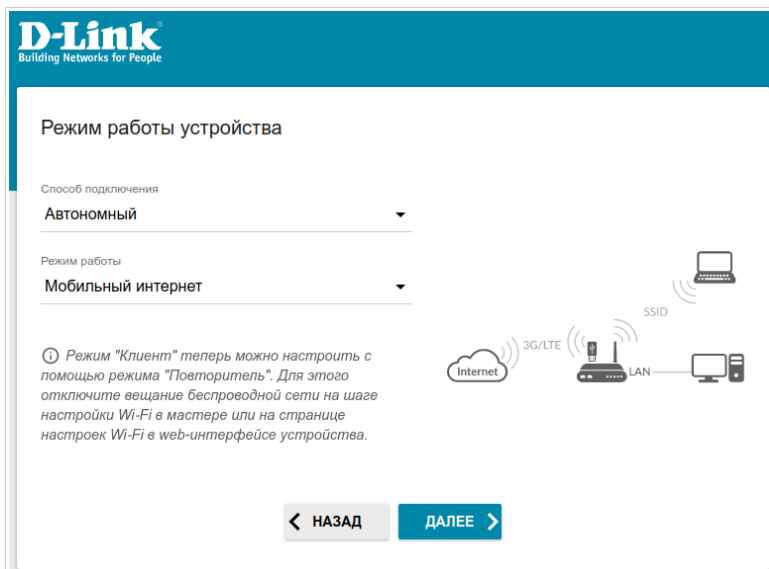 D-Link
Building Networks for People
Режим работы устройства
Способ подключения
Автономный
Режим работы
Мобильный интернет
Режим "Клиент" теперь можно настроить с
помощью режима "Повторитель". Для этого
отключите вещание беспроводной сети на шаге
настройки Wi-Fi в мастере или на странице
настроек Wi-Fi в web-интерфейсе устройства.
SSID
3G/LTE
Internet
LAN
НАЗАД
ДАЛЕЕ